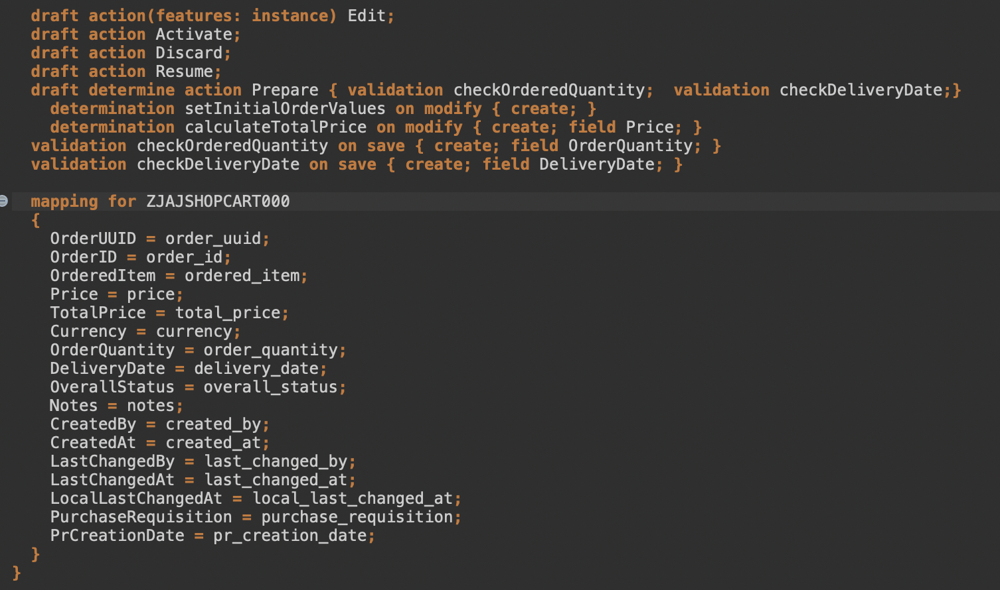 draft action(features: instance) Edit;
draft action Activate;
draft action Discard;
draft action Resume;
draft determine action Prepare { validation checkOrderedQuantity;  validation checkDeliveryDate;}
  determination setInitialOrderValues on modify { create; }
  determination calculateTotalPrice on modify { create; field Price; }
validation checkOrderedQuantity on save { create; field OrderQuantity; }
validation checkDeliveryDate on save { create; field DeliveryDate; }

mapping for ZJAJSHOPCART000
{
  OrderUUID = order_uuid;
  OrderID = order_id;
  OrderedItem = ordered_item;
  Price = price;
  TotalPrice = total_price;
  Currency = currency;
  OrderQuantity = order_quantity;
  DeliveryDate = delivery_date;
  OverallStatus = overall_status;
  Notes = notes;
  CreatedBy = created_by;
  CreatedAt = created_at;
  LastChangedBy = last_changed_by;
  LastChangedAt = last_changed_at;
  LocalLastChangedAt = local_last_changed_at;
  PurchaseRequisition = purchase_requisition;
  PrCreationDate = pr_creation_date;
}
}